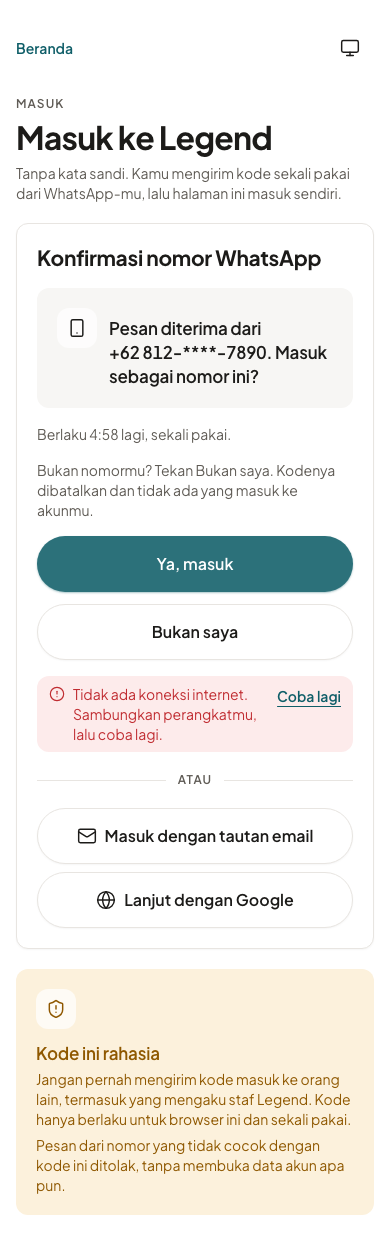 Beranda
MASUK
Masuk ke Legend
Tanpa kata sandi. Kamu mengirim kode sekali pakai
dari WhatsApp-mu, lalu halaman ini masuk sendiri.
Konfirmasi nomor WhatsApp
Pesan diterima dari
+62 812-****-7890. Masuk
sebagai nomor ini?
Berlaku 4:58 lagi, sekali pakai.
Bukan nomormu? Tekan Bukan saya. Kodenya
dibatalkan dan tidak ada yang masuk ke
akunmu.
Ya, masuk
Bukan saya
Tidak ada koneksi internet.
Sambungkan perangkatmu,
lalu coba lagi.
Coba lagi
ATAU
Masuk dengan tautan email
Lanjut dengan Google
Kode ini rahasia
Jangan pernah mengirim kode masuk ke orang
lain, termasuk yang mengaku staf Legend. Kode
hanya berlaku untuk browser ini dan sekali pakai.
Pesan dari nomor yang tidak cocok dengan
kode ini ditolak, tanpa membuka data akun apa
pun.